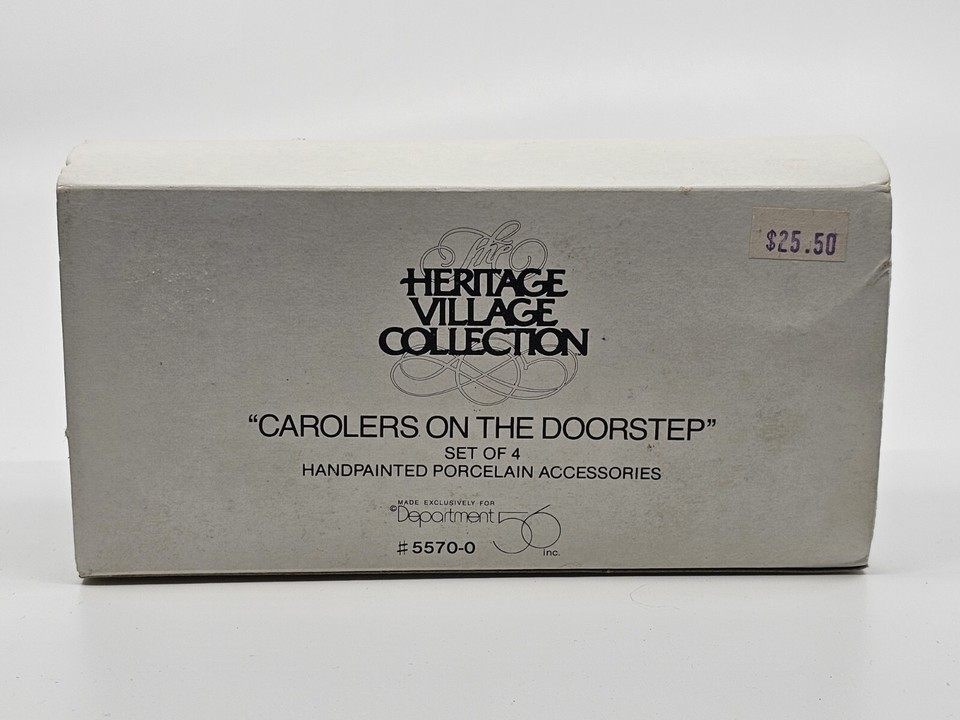 $25.50
The
HERITAGE
VILLAGE
COLLECTION
“CAROLERS ON THE DOORSTEP”
SET OF 4
HANDPAINTED PORCELAIN ACCESSORIES
MADE EXCLUSIVELY FOR
©Department 56 inc.
#5570-0